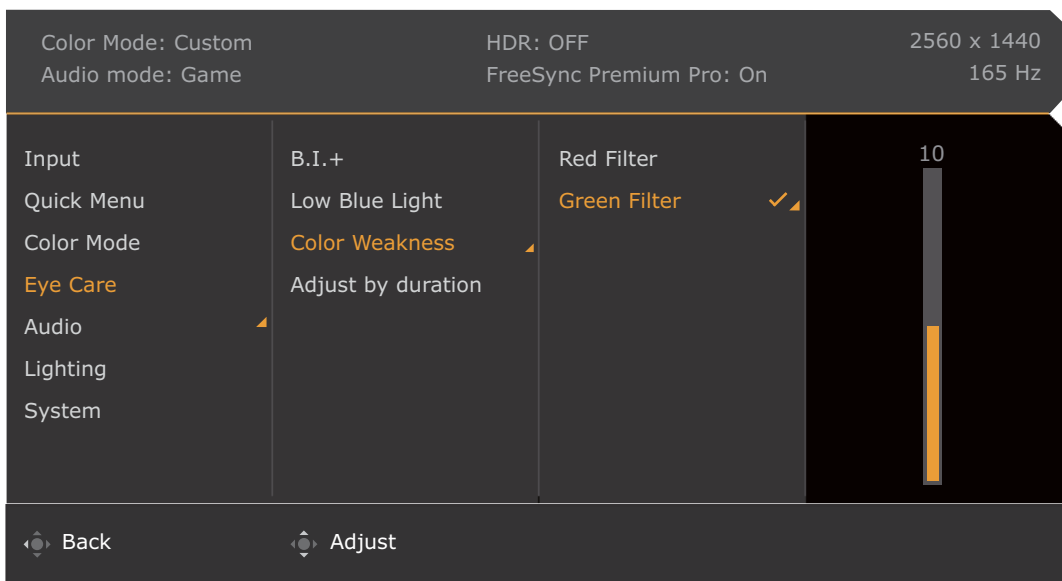 Color Mode: Custom
HDR: OFF
2560 x 1440
Audio mode: Game
FreeSync Premium Pro: On
165 Hz
Input
Quick Menu
Color Mode
Eye Care
Audio
Lighting
System
B.I.+
Low Blue Light
Color Weakness
Adjust by duration
Red Filter
Green Filter
10
Back
Adjust